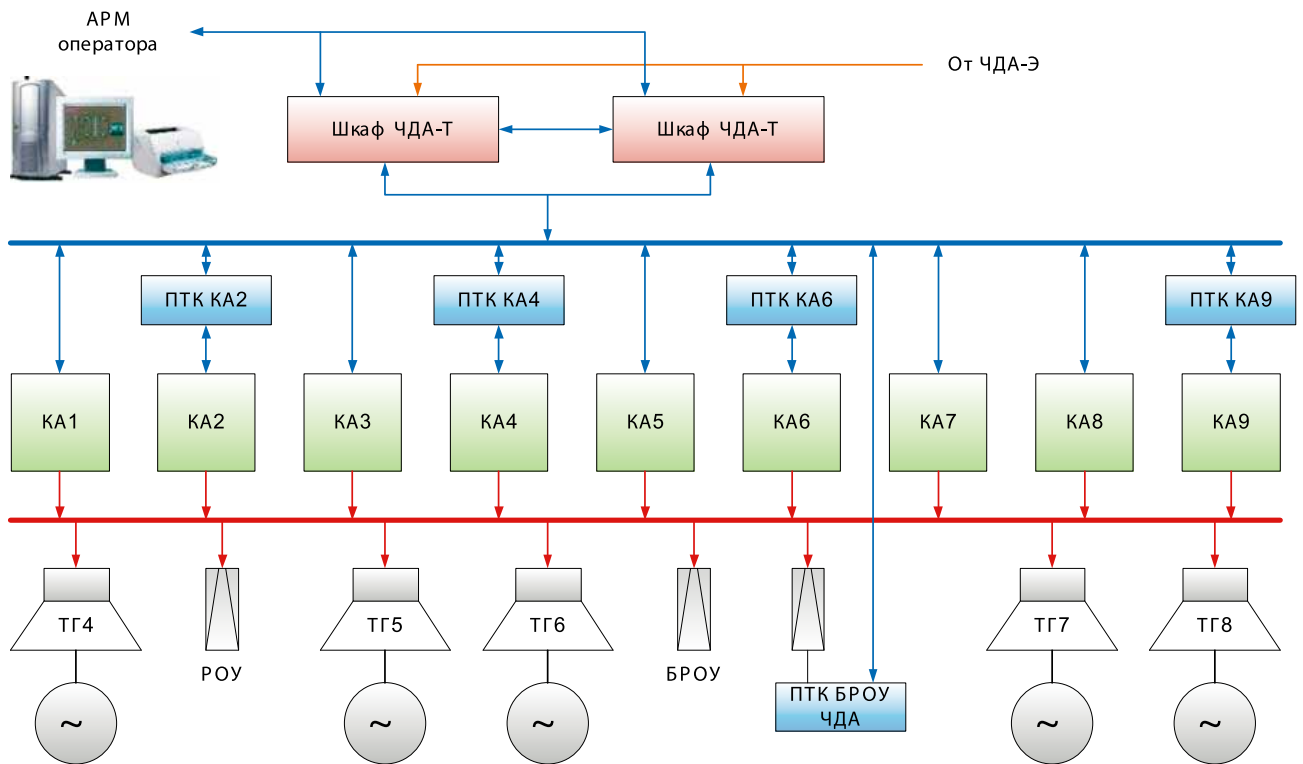 АРМ
оператора
От ЧДА-Э
Шкаф ЧДА-Т
Шкаф ЧДА-Т
ПТК КА2
ПТК КА4
ПТК КА6
ПТК КА9
КА1
КА2
КА3
КА4
КА5
КА6
КА7
КА8
КА9
ТГ4
ТГ5
ТГ6
ТГ7
ТГ8
РОУ
БРОУ
ПТК БРОУ
ЧДА
~
~
~
~
~